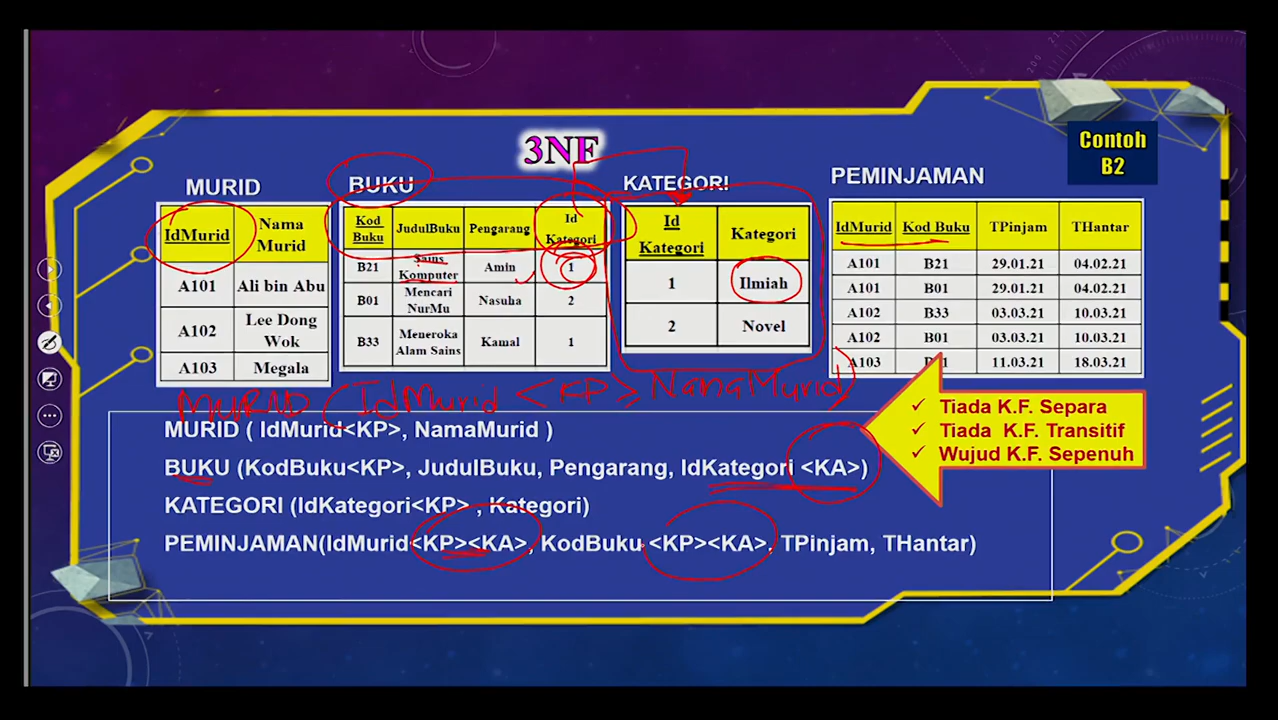 3NF
Contoh
B2
MURID
IdMurid | Nama Murid
A101 | Ali bin Abu
A102 | Lee Dong Wok
A103 | Megala
BUKU
Kod Buku | JudulBuku | Pengarang | Id Kategori
B21 | Sains Komputer | Amin | 1
B01 | Mencari NurMu | Nasuha | 2
B33 | Meneroka Alam Sains | Kamal | 1
KATEGORI
Id Kategori | Kategori
1 | Ilmiah
2 | Novel
PEMINJAMAN
IdMurid | Kod Buku | TPinjam | THantar
A101 | B21 | 29.01.21 | 04.02.21
A101 | B01 | 29.01.21 | 04.02.21
A102 | B33 | 03.03.21 | 10.03.21
A102 | B01 | 03.03.21 | 10.03.21
A103 | 11.03.21 | 18.03.21
MURID (IdMurid <KP>, NamaMurid)
MURID ( IdMurid<KP>, NamaMurid )
BUKU (KodBuku<KP>, JudulBuku, Pengarang, IdKategori <KA>)
KATEGORI (IdKategori<KP> , Kategori)
PEMINJAMAN(IdMurid<KP><KA>, KodBuku <KP><KA>, TPinjam, THantar)
✓ Tiada K.F. Separa
✓ Tiada K.F. Transitif
✓ Wujud K.F. Sepenuh